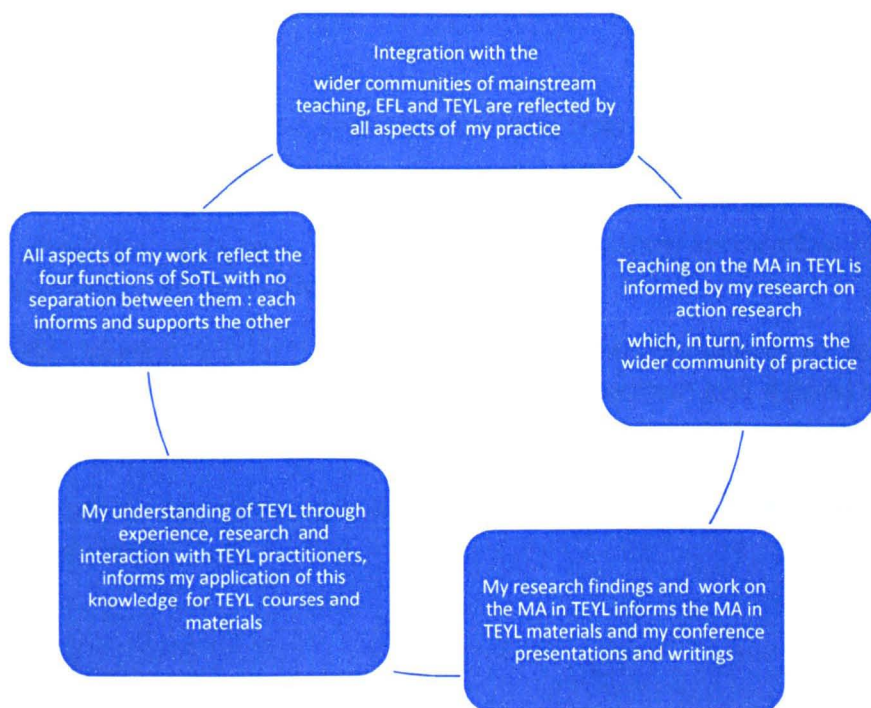 Integration with the
wider communities of mainstream
teaching, EFL and TEYL are reflected by
all aspects of my practice
Teaching on the MA in TEYL is
informed by my research on
action research
which, in turn, informs the
wider community of practice
My research findings and work on
the MA in TEYL informs the MA in
TEYL materials and my conference
presentations and writings
My understanding of TEYL through
experience, research and
interaction with TEYL practitioners,
informs my application of this
knowledge for TEYL courses and
materials
All aspects of my work reflect the
four functions of SoTL with no
separation between them : each
informs and supports the other